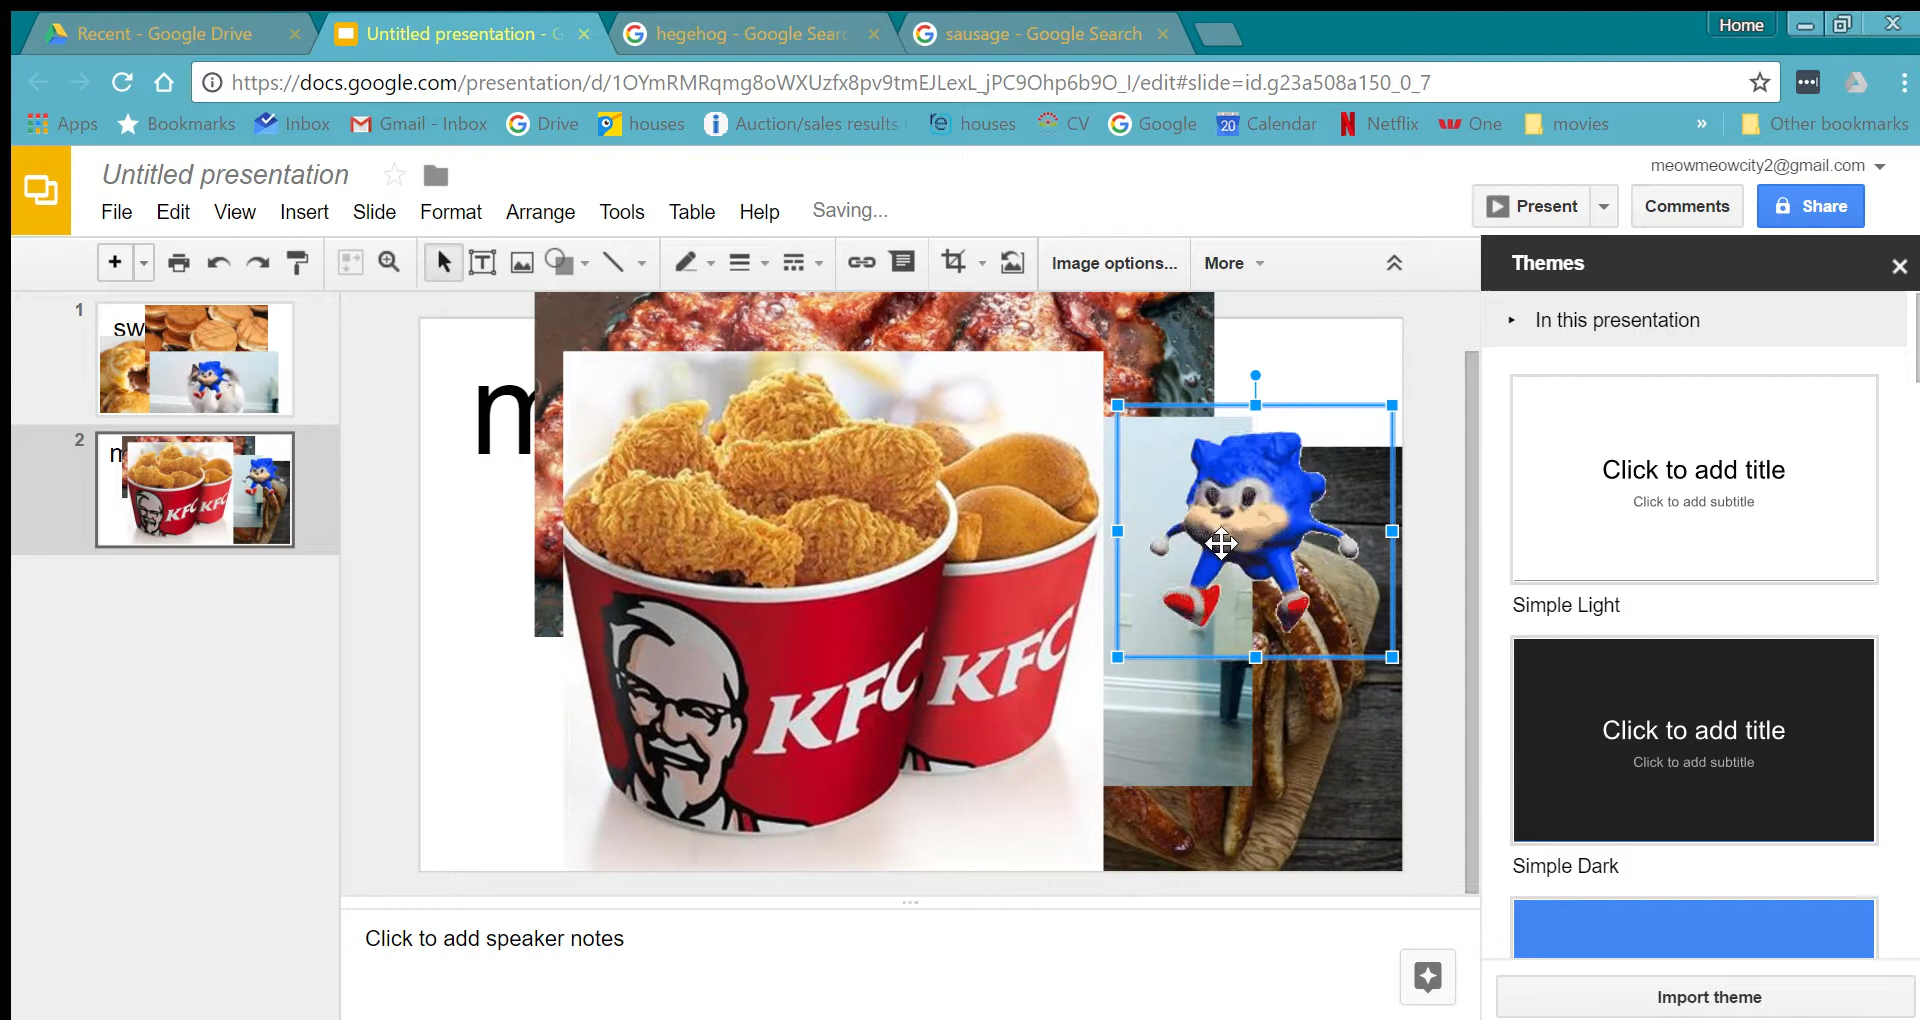 Recent - Google Drive
Untitled presentation - G
hegehog - Google Searc
sausage - Google Search
Home
https://docs.google.com/presentation/d/1OYmRMRqmg8oWXUzfx8pv9tmEJLexL_jPC9Ohp6b9O_I/edit#slide=id.g23a508a150_0_7
Apps Bookmarks Inbox Gmail - Inbox Drive houses Auction/sales results houses CV Google 20 Calendar Netflix One movies » Other bookmarks
Untitled presentation
meowmeowcity2@gmail.com
File Edit View Insert Slide Format Arrange Tools Table Help Saving...
Present Comments Share
Image options... More
Themes
In this presentation
1
sw
2
m
KFC KFC
m
KFC
KFC
Click to add title
Click to add subtitle
Simple Light
Click to add title
Click to add subtitle
Simple Dark
Click to add speaker notes
Import theme